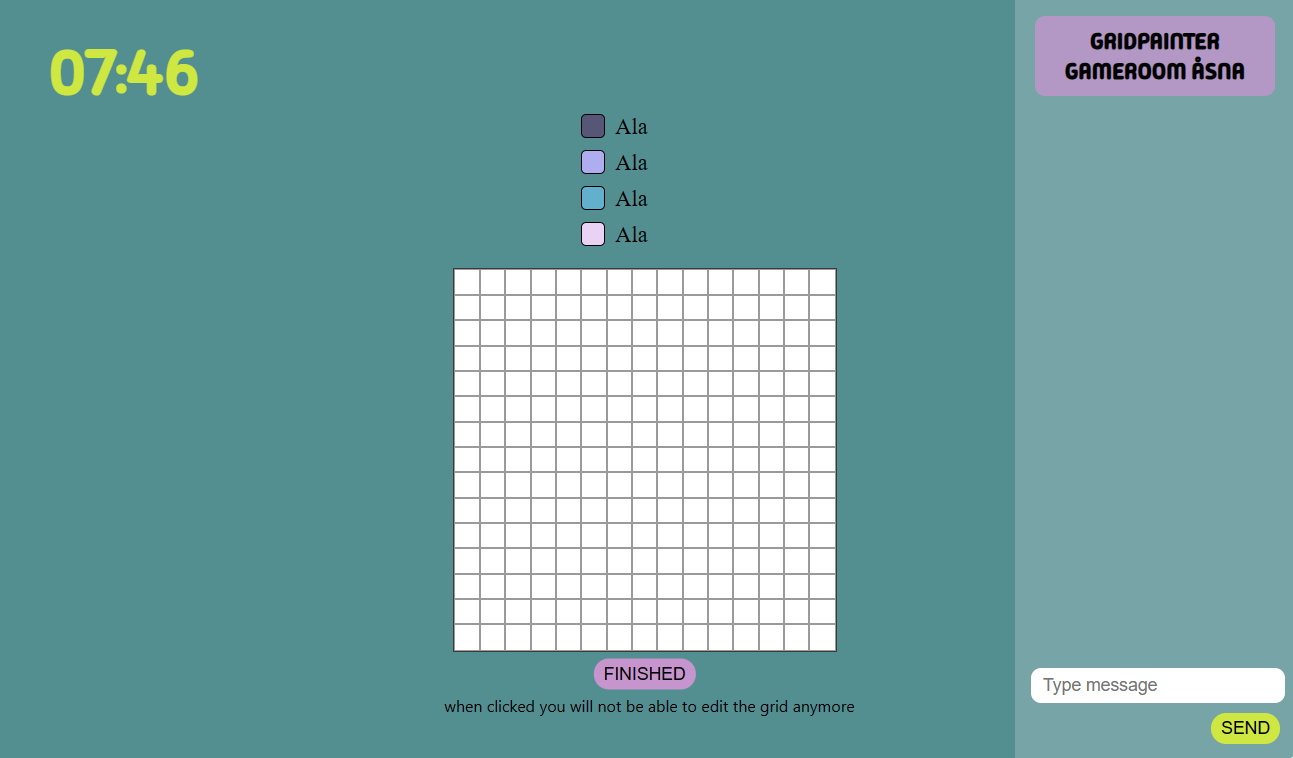 07:46
Ala
Ala
Ala
Ala
FINISHED
when clicked you will not be able to edit the grid anymore
GRIDPAINTER
GAMEROOM ÅSNA
Type message
SEND